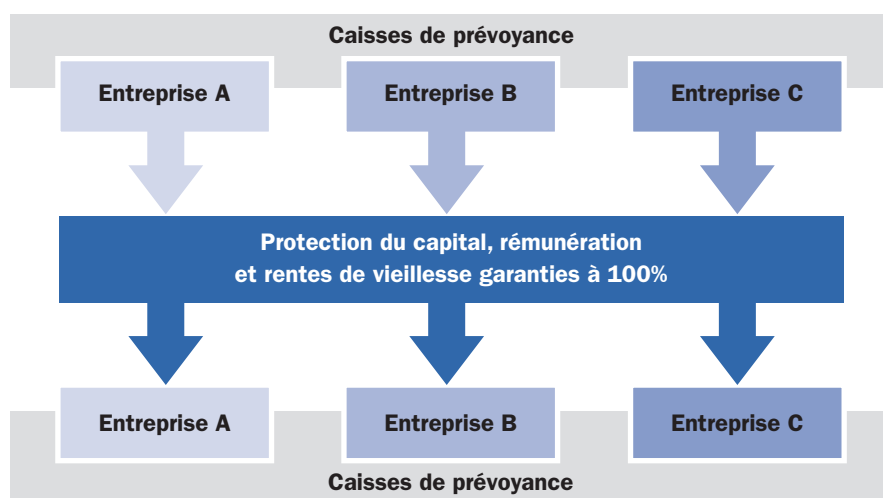 Caisses de prévoyance
Entreprise A
Entreprise B
Entreprise C
Protection du capital, rémunération
et rentes de vieillesse garanties à 100%
Entreprise A
Entreprise B
Entreprise C
Caisses de prévoyance